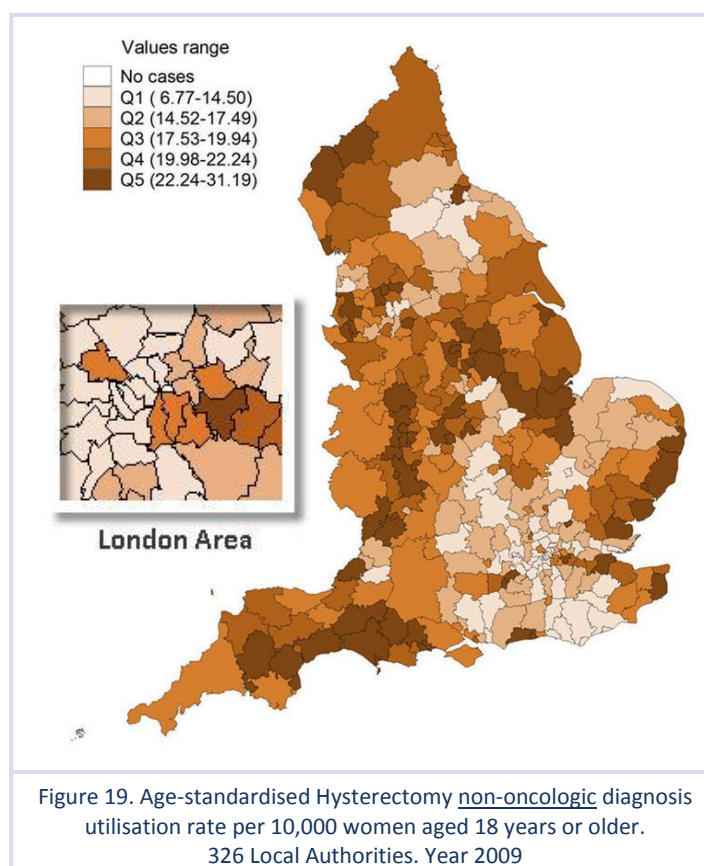 Values range
No cases
Q1 ( 6.77-14.50)
Q2 (14.52-17.49)
Q3 (17.53-19.94)
Q4 (19.98-22.24)
Q5 (22.24-31.19)
London Area
Figure 19. Age-standardised Hysterectomy non-oncologic diagnosis
utilisation rate per 10,000 women aged 18 years or older.
326 Local Authorities. Year 2009